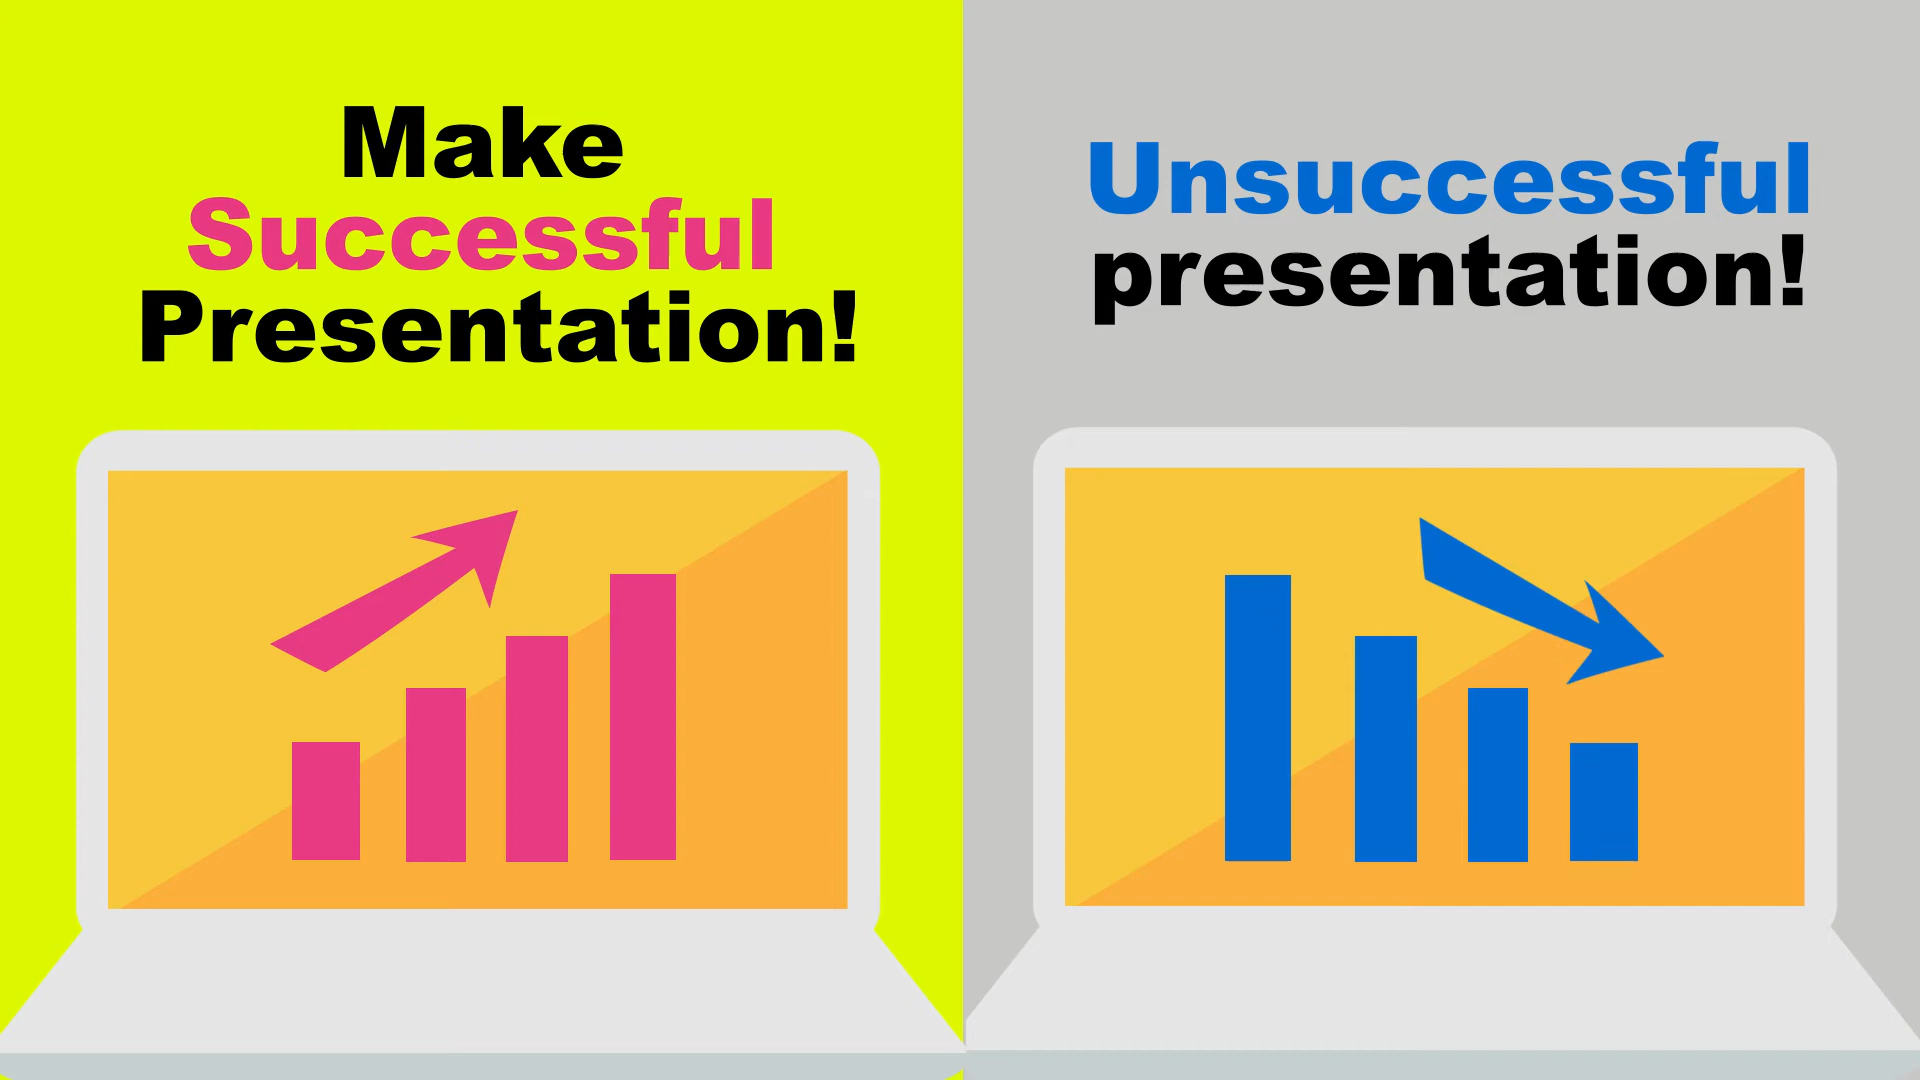 Make
Successful
Presentation!
Unsuccessful
presentation!